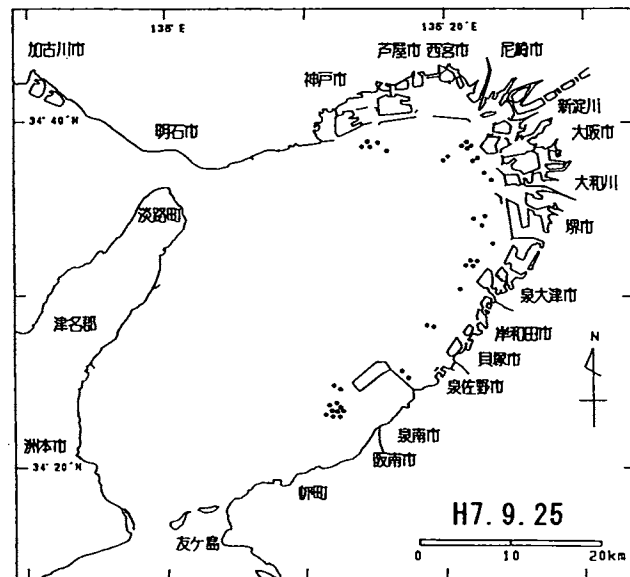 135°E
135°20'E
加古川市
芦屋市
西宮市
尼崎市
神戸市
新淀川
34°40'N
明石市
大阪市
大和川
淡路町
堺市
泉大津市
津名郡
岸和田市
N
貝塚市
泉佐野市
泉南市
洲本市
阪南市
34°20'N
岬町
H7.9.25
友ケ島
0 10 20km